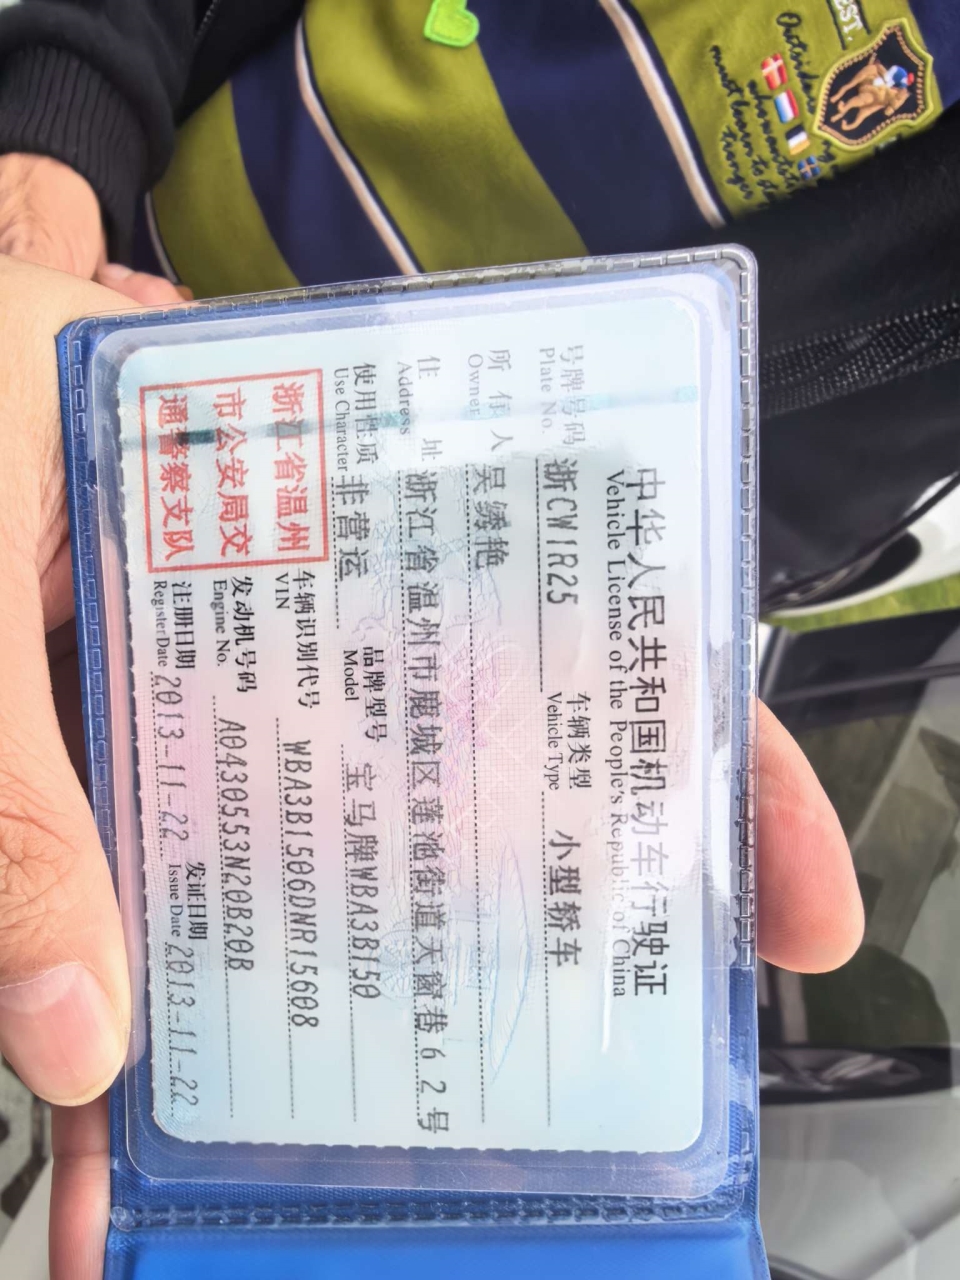 中华人民共和国机动车行驶证
Vehicle License of the People's Republic of China
号牌号码 浙CW1R25 车辆类型 小型轿车
Plate No. Vehicle Type
所有人 吴绣艳
Owner
住址 浙江省温州市鹿城区莲池街道天窗巷62号
Address
使用性质 非营运 品牌型号 宝马牌WBA3B150
Use Character Model
浙江省温州
市公安局交
通警察支队
车辆识别代号 WBA3B1506DNR15608
VIN
发动机号码 A0430553N20B20B
Engine No.
注册日期 2013-11-22 发证日期 2013-11-22
Register Date Issue Date
EST.
Outsiders
who
must learn to